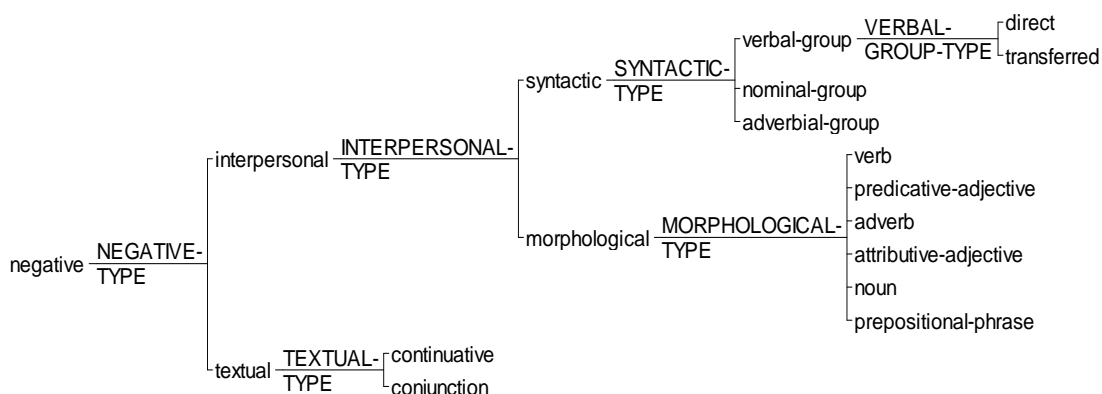 direct
verbal-group VERBAL-
GROUP-TYPE
transferred
syntactic SYNTACTIC-
TYPE
nominal-group
adverbial-group
interpersonal INTERPERSONAL-
TYPE
verb
predicative-adjective
morphological MORPHOLOGICAL-
TYPE
adverb
attributive-adjective
noun
prepositional-phrase
negative NEGATIVE-
TYPE
textual TEXTUAL-
TYPE
continuative
conjunction